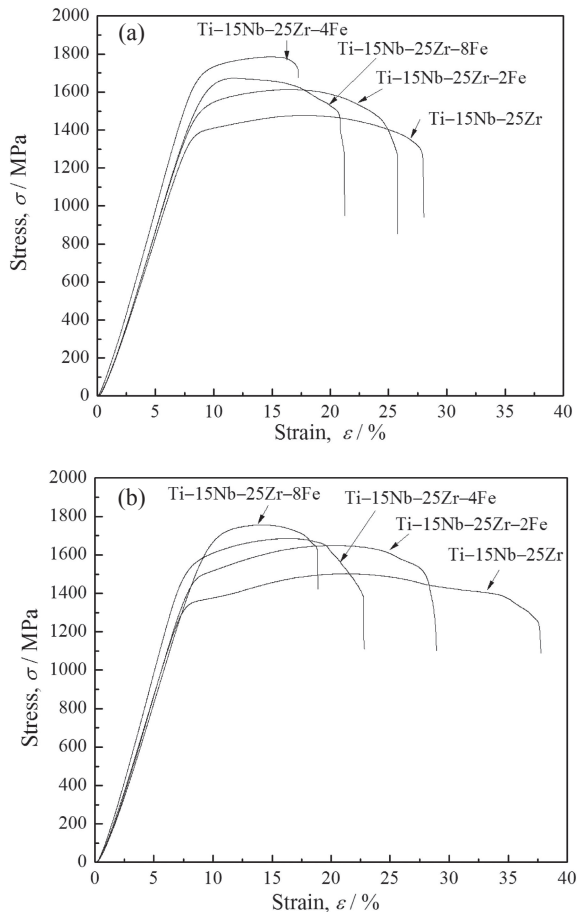 (a)
Ti–15Nb–25Zr–4Fe
Ti–15Nb–25Zr–8Fe
Ti–15Nb–25Zr–2Fe
Ti–15Nb–25Zr
2000
1800
1600
1400
1200
1000
800
600
400
200
0
Stress, σ / MPa
0 5 10 15 20 25 30 35 40
Strain, ε / %
(b)
Ti–15Nb–25Zr–8Fe
Ti–15Nb–25Zr–4Fe
Ti–15Nb–25Zr–2Fe
Ti–15Nb–25Zr
2000
1800
1600
1400
1200
1000
800
600
400
200
0
Stress, σ / MPa
0 5 10 15 20 25 30 35 40
Strain, ε / %